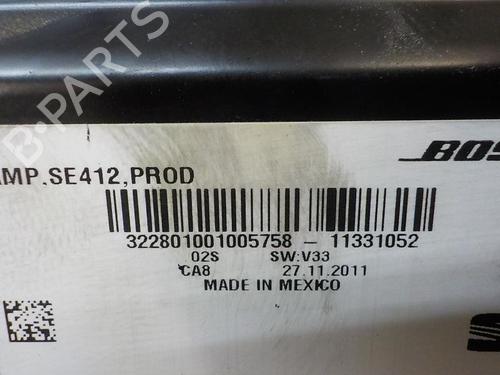 B-PARTS
BOS
AMP.SE412,PROD
322801001005758 - 11331052
02S SW:V33
CA8 27.11.2011
MADE IN MEXICO